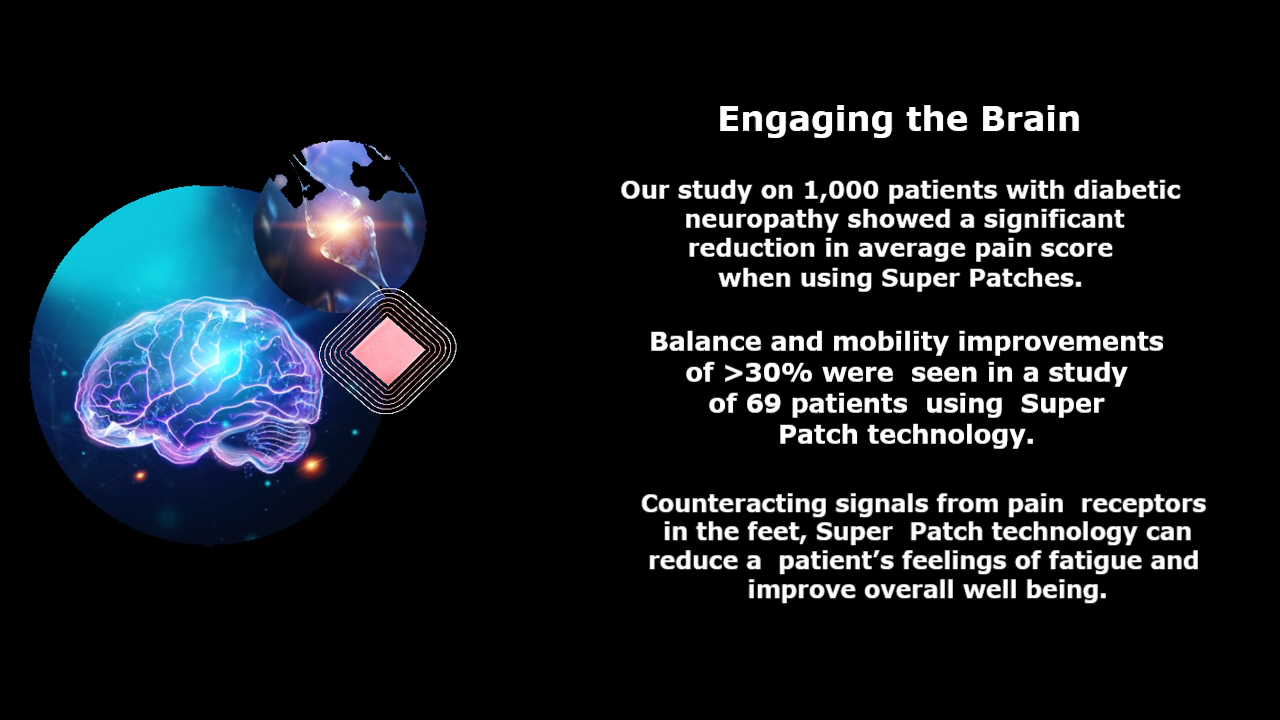 Engaging the Brain
Our study on 1,000 patients with diabetic
neuropathy showed a significant
reduction in average pain score
when using Super Patches.
Balance and mobility improvements
of >30% were seen in a study
of 69 patients using Super
Patch technology.
Counteracting signals from pain receptors
in the feet, Super Patch technology can
reduce a patient’s feelings of fatigue and
improve overall well being.